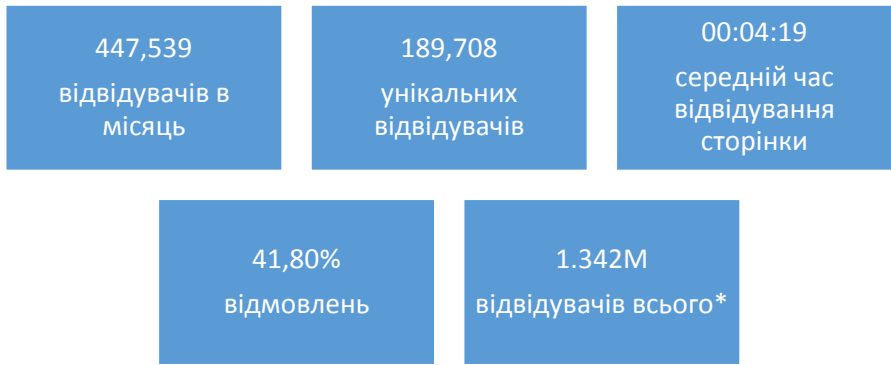 447,539
відвідувачів в
місяць
189,708
унікальних
відвідувачів
00:04:19
середній час
відвідування
сторінки
41,80%
відмовлень
1.342M
відвідувачів всього*